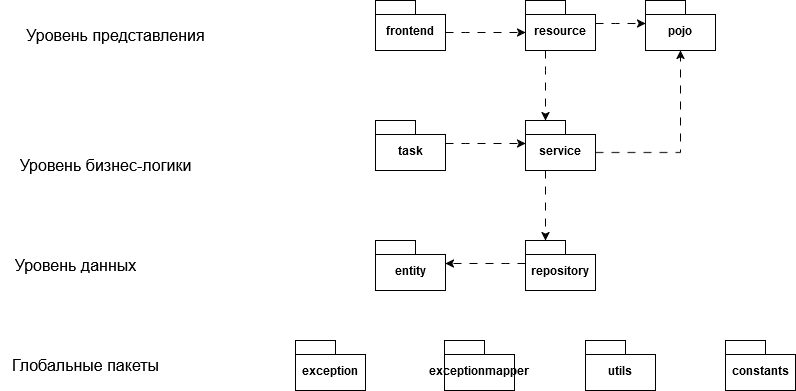 Уровень представления
frontend
resource
pojo
Уровень бизнес-логики
task
service
Уровень данных
entity
repository
Глобальные пакеты
exception
exceptionmapper
utils
constants